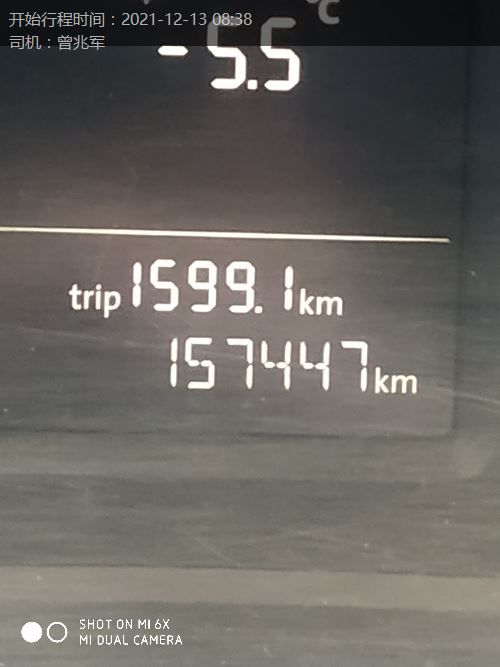 开始行程时间：2021-12-13 08:38
司机：曾兆军
°C
-5.5
trip 1599.1 km
157447 km
SHOT ON MI 6X
MI DUAL CAMERA